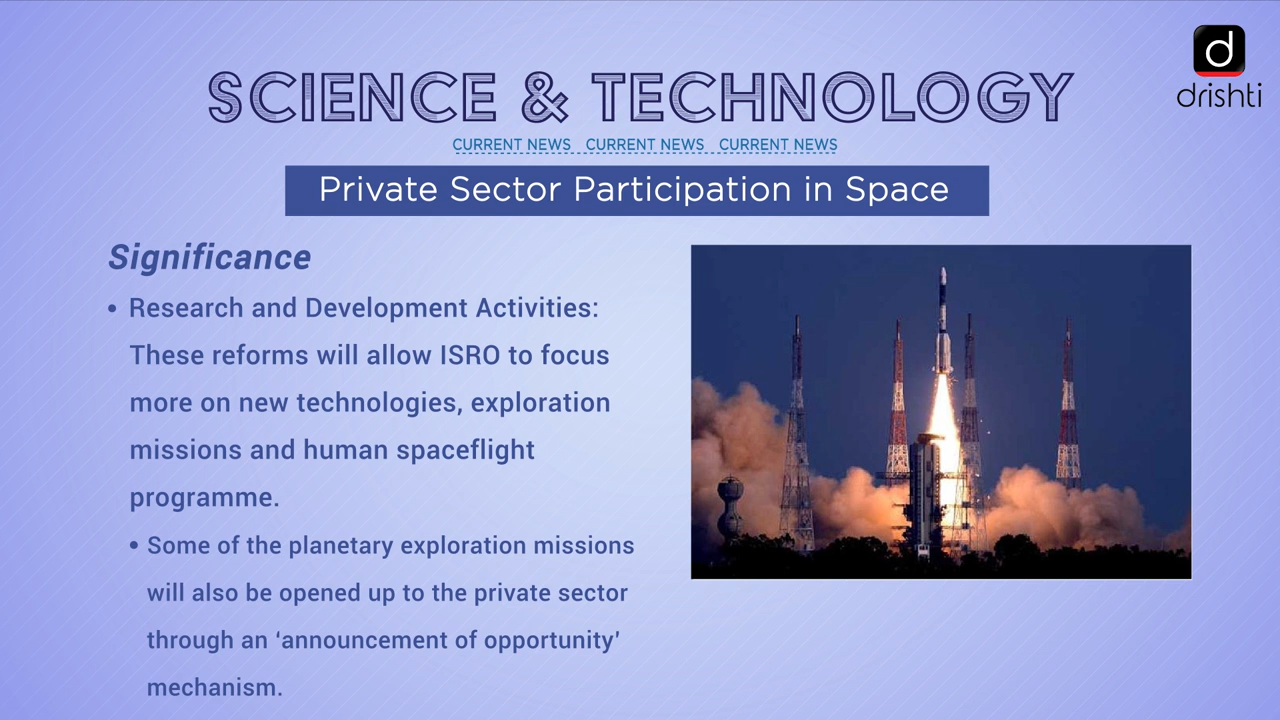 d
drishti
SCIENCE & TECHNOLOGY
CURRENT NEWS CURRENT NEWS CURRENT NEWS
Private Sector Participation in Space
Significance
• Research and Development Activities:
These reforms will allow ISRO to focus
more on new technologies, exploration
missions and human spaceflight
programme.
• Some of the planetary exploration missions
will also be opened up to the private sector
through an ‘announcement of opportunity’
mechanism.